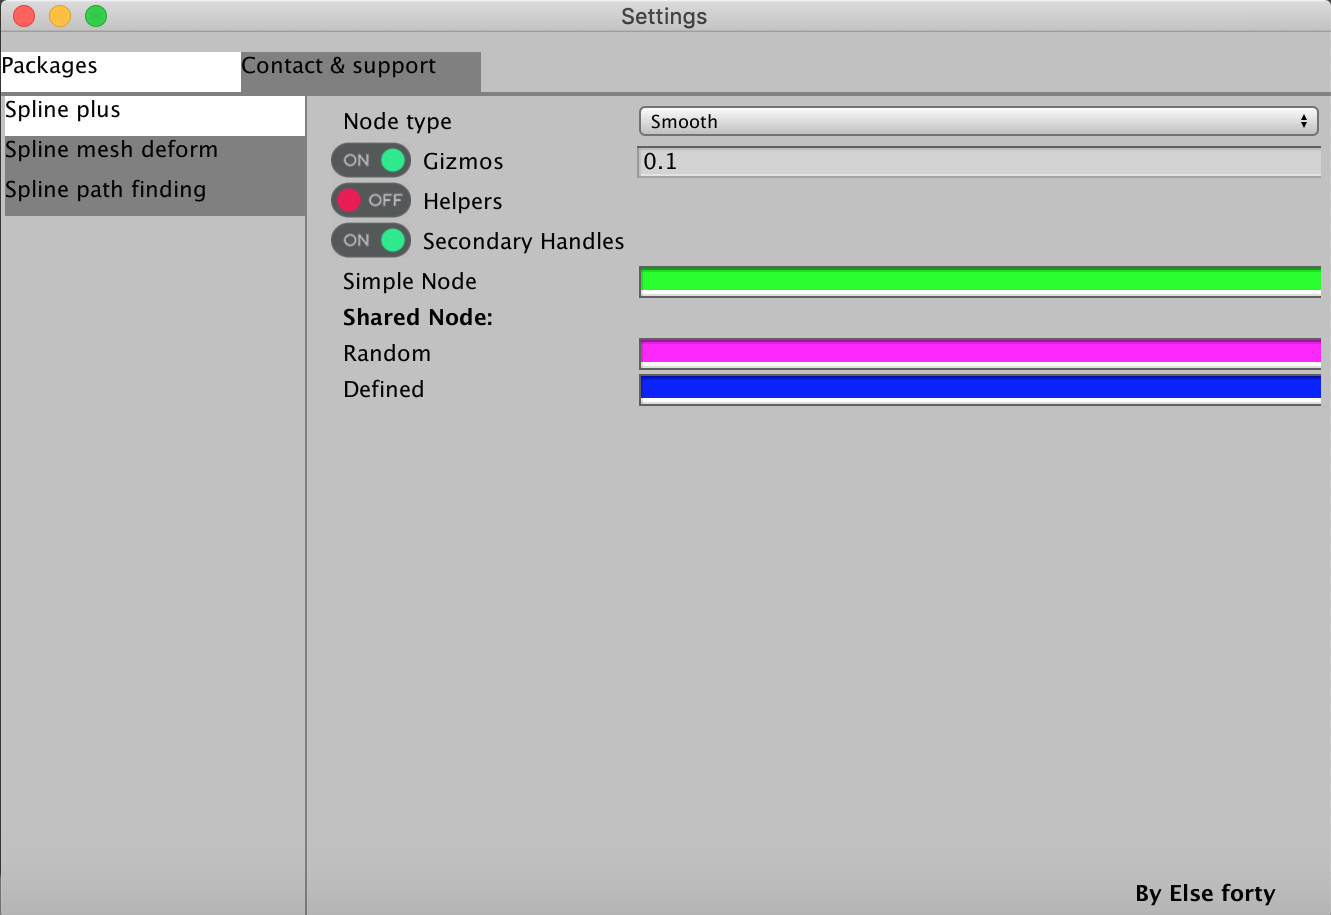 Settings
Packages
Contact & support
Spline plus
Spline mesh deform
Spline path finding
Node type
Smooth
ON Gizmos
0.1
OFF Helpers
ON Secondary Handles
Simple Node
Shared Node:
Random
Defined
By Else forty